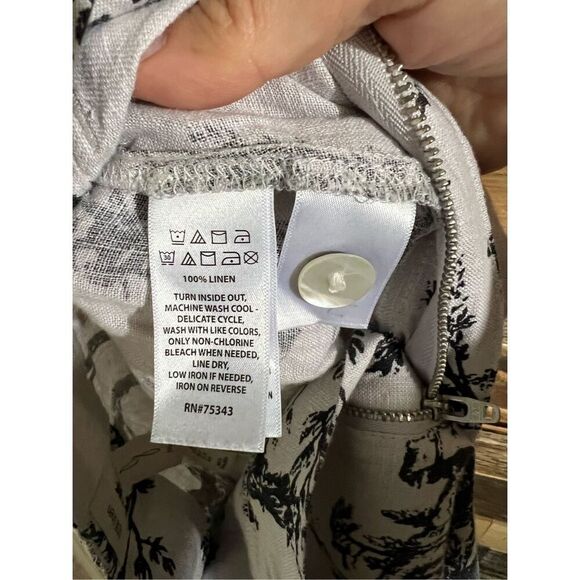 30
100% LINEN
TURN INSIDE OUT,
MACHINE WASH COOL -
DELICATE CYCLE,
WASH WITH LIKE COLORS,
ONLY NON-CHLORINE
BLEACH WHEN NEEDED,
LINE DRY,
LOW IRON IF NEEDED,
IRON ON REVERSE
RN#75343
N